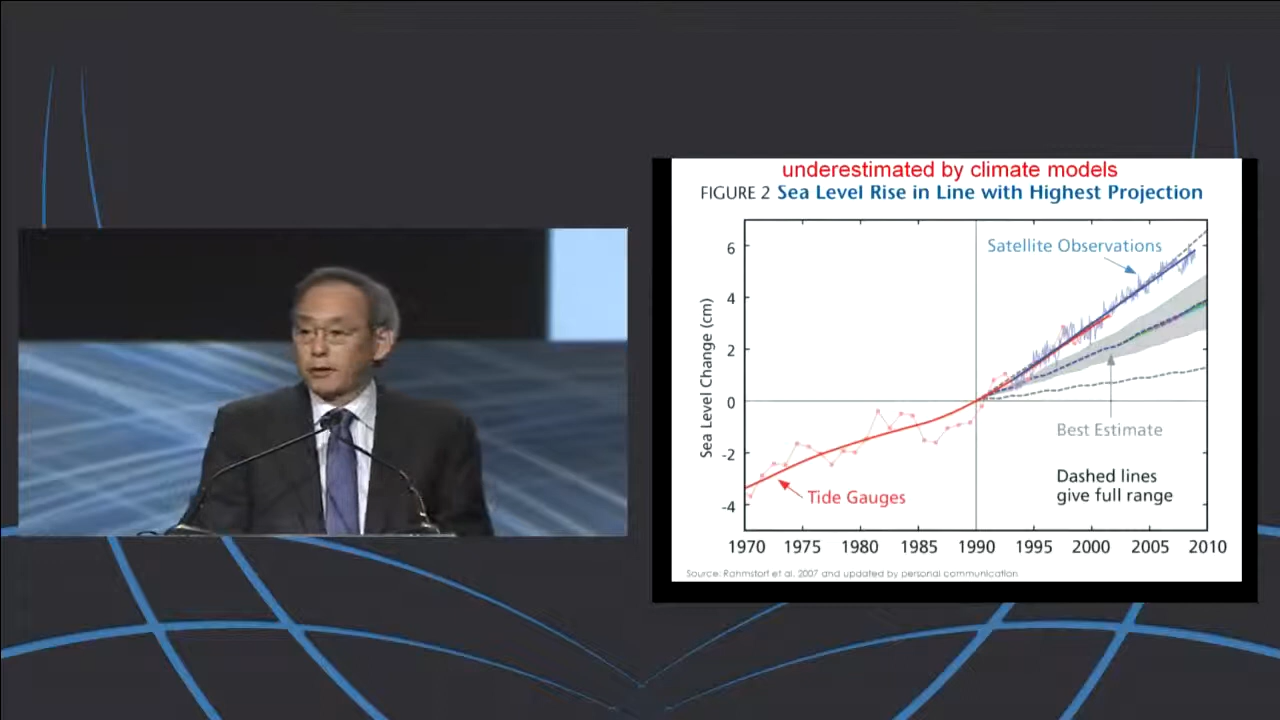 underestimated by climate models
FIGURE 2 Sea Level Rise in Line with Highest Projection
Satellite Observations
6
4
2
0
-2
-4
Sea Level Change (cm)
Best Estimate
Dashed lines
give full range
Tide Gauges
1970 1975 1980 1985 1990 1995 2000 2005 2010
Source: Rahmstorf et al. 2007 and updated by personal communication